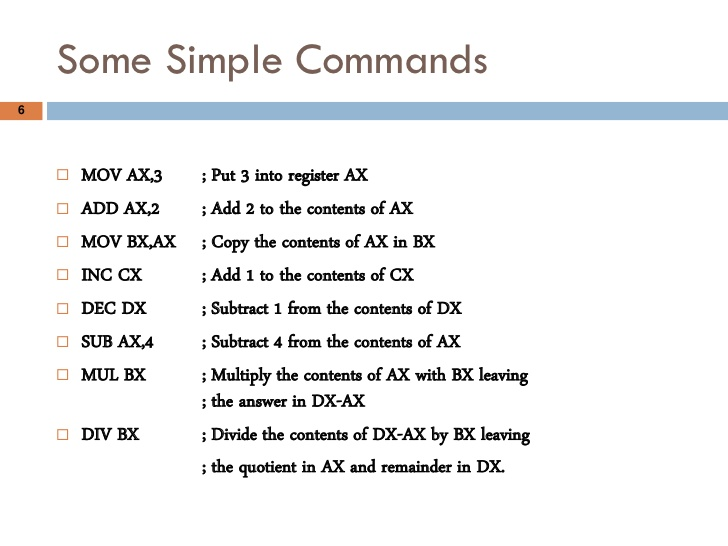 Some Simple Commands
6
MOV AX,3 ; Put 3 into register AX
ADD AX,2 ; Add 2 to the contents of AX
MOV BX,AX ; Copy the contents of AX in BX
INC CX ; Add 1 to the contents of CX
DEC DX ; Subtract 1 from the contents of DX
SUB AX,4 ; Subtract 4 from the contents of AX
MUL BX ; Multiply the contents of AX with BX leaving
; the answer in DX-AX
DIV BX ; Divide the contents of DX-AX by BX leaving
; the quotient in AX and remainder in DX.